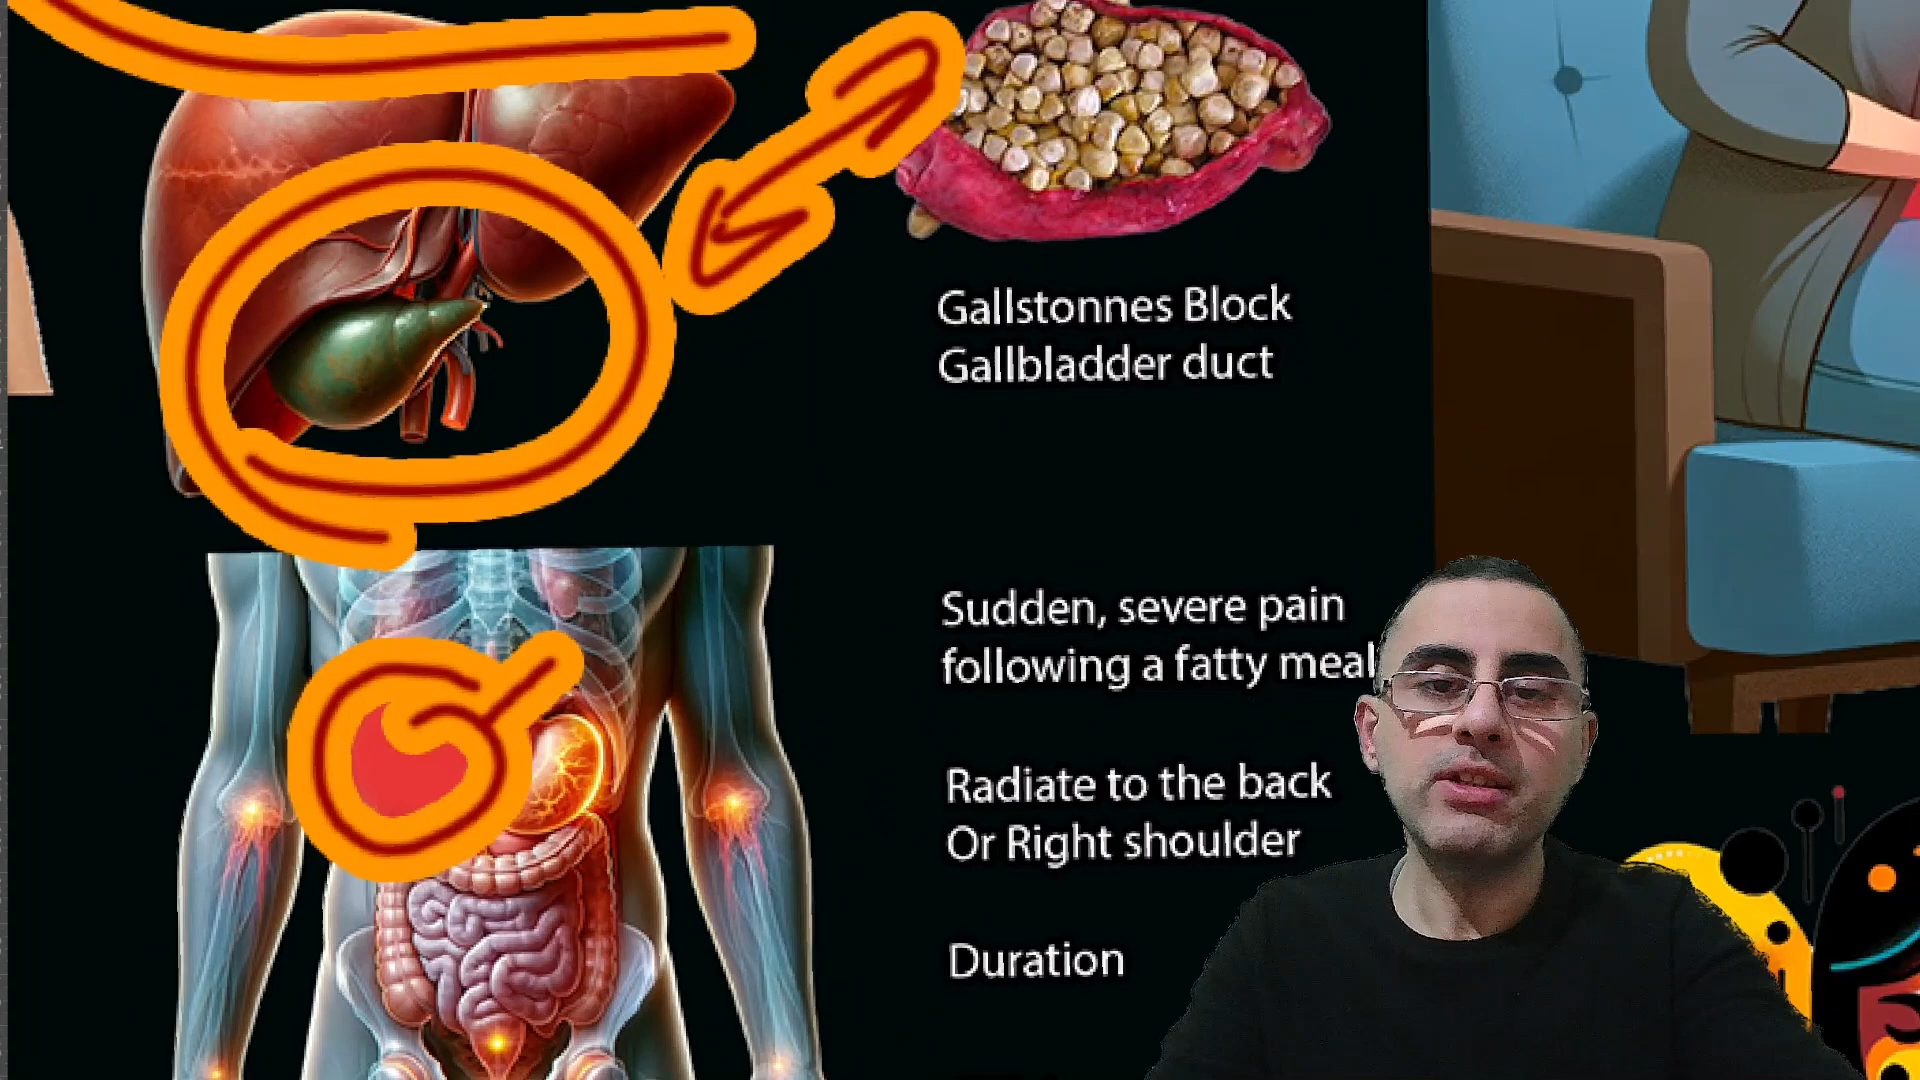 Gallstonnes Block
Gallbladder duct
Sudden, severe pain
following a fatty meal
Radiate to the back
Or Right shoulder
Duration